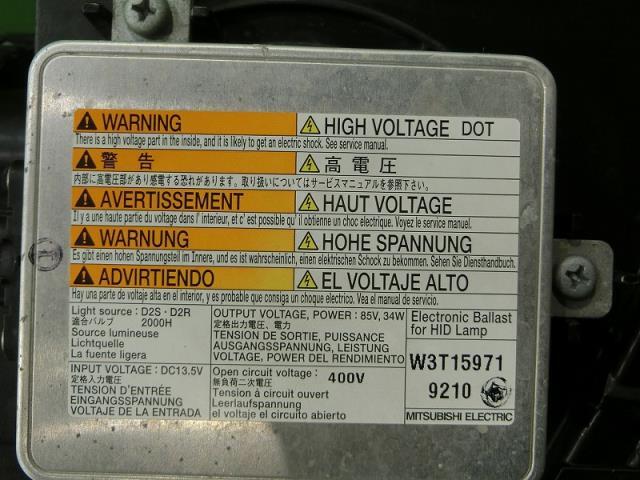 WARNING HIGH VOLTAGE DOT
There is a high voltage part in the inside, and it is likely to get an electric shock. See service manual.
警告 高電圧
内部に高電圧部があり感電する恐れがあります。取り扱いについてはサービスマニュアルを参照下さい。
AVERTISSEMENT HAUT VOLTAGE
Il y a une haute partie du voltage dans l' interieur, et c' est possible qu' il obtienne un choc electrique. Voyez le service manuel.
WARNUNG HOHE SPANNUNG
Es gibt einen hohen Spannungsteil im Innere, und es ist wahrscheinlich, einen elektrischen Schock zu bekommen. Sehen Sie Diensthandbuch.
ADVIRTIENDO EL VOLTAJE ALTO
Hay una parte de voltaje alta en el interior, y es probable que consiga un choque eléctrico. Vea el manual de servicio.
Light source : D2S · D2R
適合バルブ 2000H
Source lumineuse
Lichtquelle
La fuente ligera
INPUT VOLTAGE : DC13.5V
定格入力電圧
TENSION D'ENTRÉE
EINGANGSSPANNUNG
VOLTAJE DE LA ENTRADA
OUTPUT VOLTAGE, POWER : 85V, 34W
定格出力電圧、電力
TENSION DE SORTIE, PUISSANCE
AUSGANGSSPANNUNG, LEISTUNG
VOLTAJE, POWER DEL RENDIMIENTO
Open circuit voltage : 400V
無負荷二次電圧
Tension à circuit ouvert
Leerlaufspannung
el voltaje el circuito abierto
Electronic Ballast
for HID Lamp
W3T15971
9210
MITSUBISHI ELECTRIC